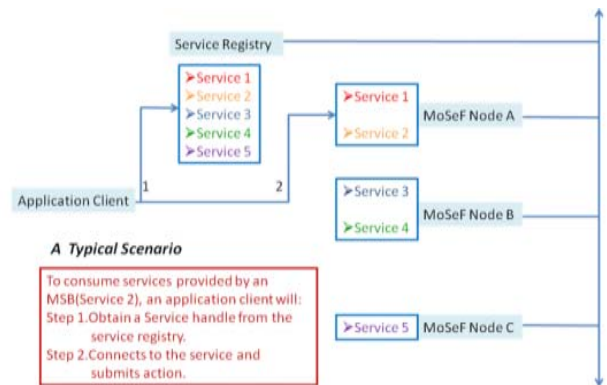 Service Registry
➢Service 1
➢Service 2
➢Service 3
➢Service 4
➢Service 5
➢Service 1
➢Service 2
MoSeF Node A
1
2
Application Client
➢Service 3
➢Service 4
MoSeF Node B
A Typical Scenario
To consume services provided by an
MSB(Service 2), an application client will:
Step 1.Obtain a Service handle from the
service registry.
Step 2.Connects to the service and
submits action.
➢Service 5
MoSeF Node C